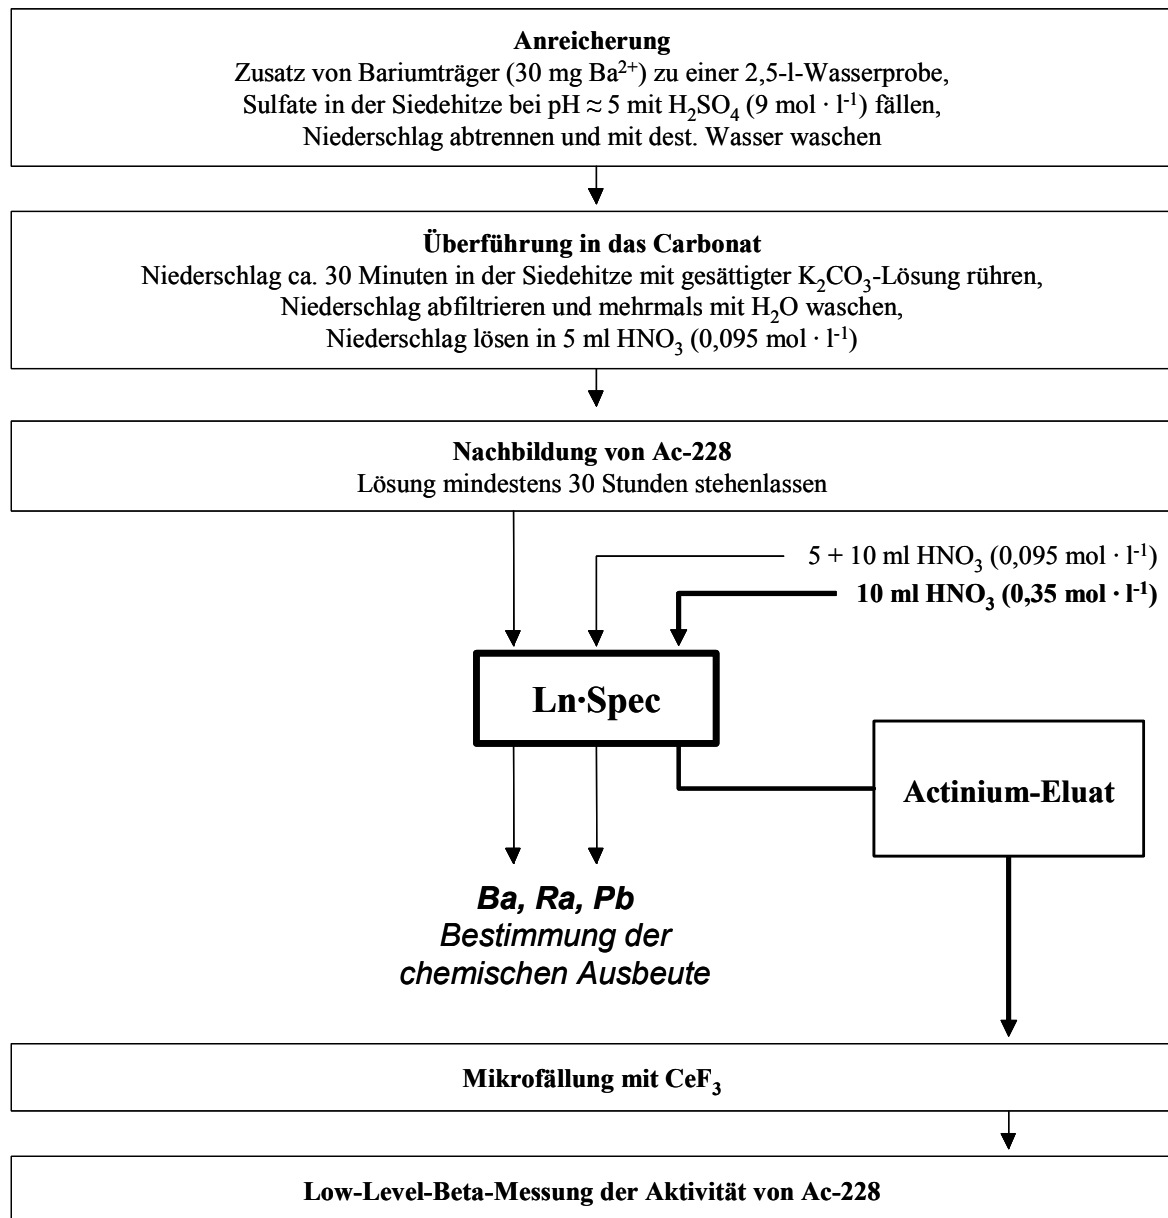 Anreicherung
Zusatz von Bariumträger (30 mg Ba²⁺) zu einer 2,5-l-Wasserprobe,
Sulfate in der Siedehitze bei pH ≈ 5 mit H₂SO₄ (9 mol · l⁻¹) fällen,
Niederschlag abtrennen und mit dest. Wasser waschen
Überführung in das Carbonat
Niederschlag ca. 30 Minuten in der Siedehitze mit gesättigter K₂CO₃-Lösung rühren,
Niederschlag abfiltrieren und mehrmals mit H₂O waschen,
Niederschlag lösen in 5 ml HNO₃ (0,095 mol · l⁻¹)
Nachbildung von Ac-228
Lösung mindestens 30 Stunden stehenlassen
5 + 10 ml HNO₃ (0,095 mol · l⁻¹)
10 ml HNO₃ (0,35 mol · l⁻¹)
Ln·Spec
Actinium-Eluat
Ba, Ra, Pb
Bestimmung der
chemischen Ausbeute
Mikrofällung mit CeF₃
Low-Level-Beta-Messung der Aktivität von Ac-228